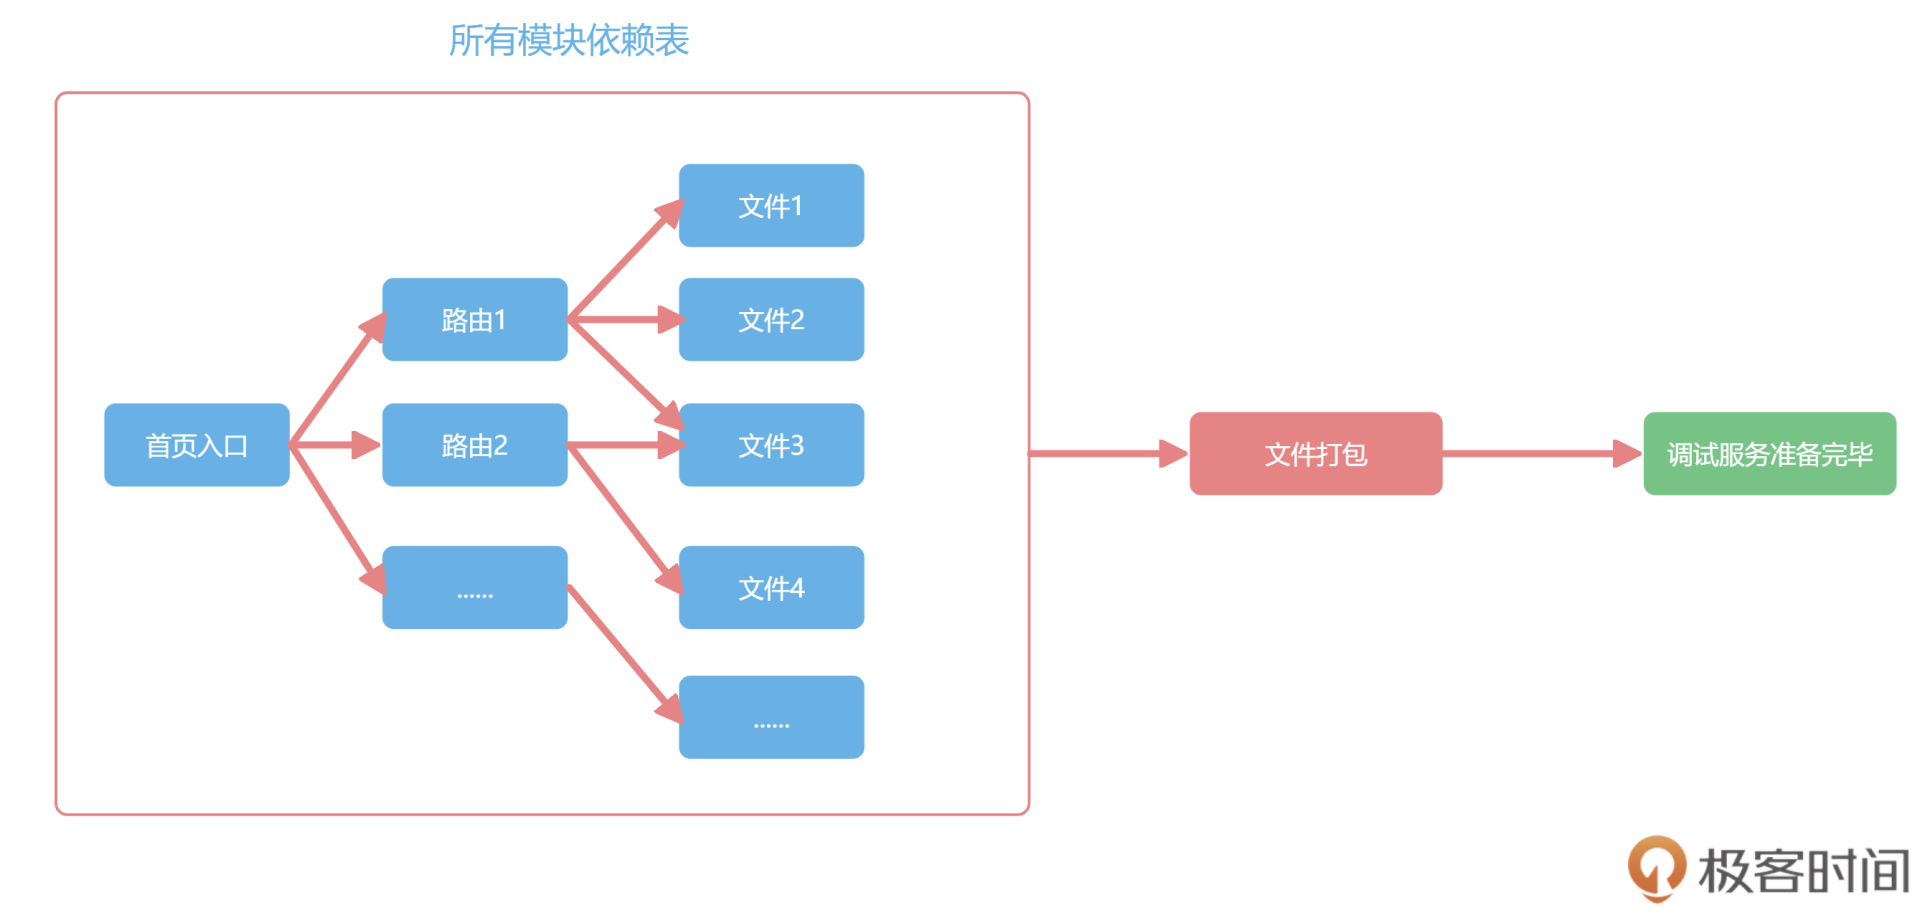 所有模块依赖表
文件1
路由1
文件2
首页入口
路由2
文件3
文件打包
调试服务准备完毕
......
文件4
......
极客时间